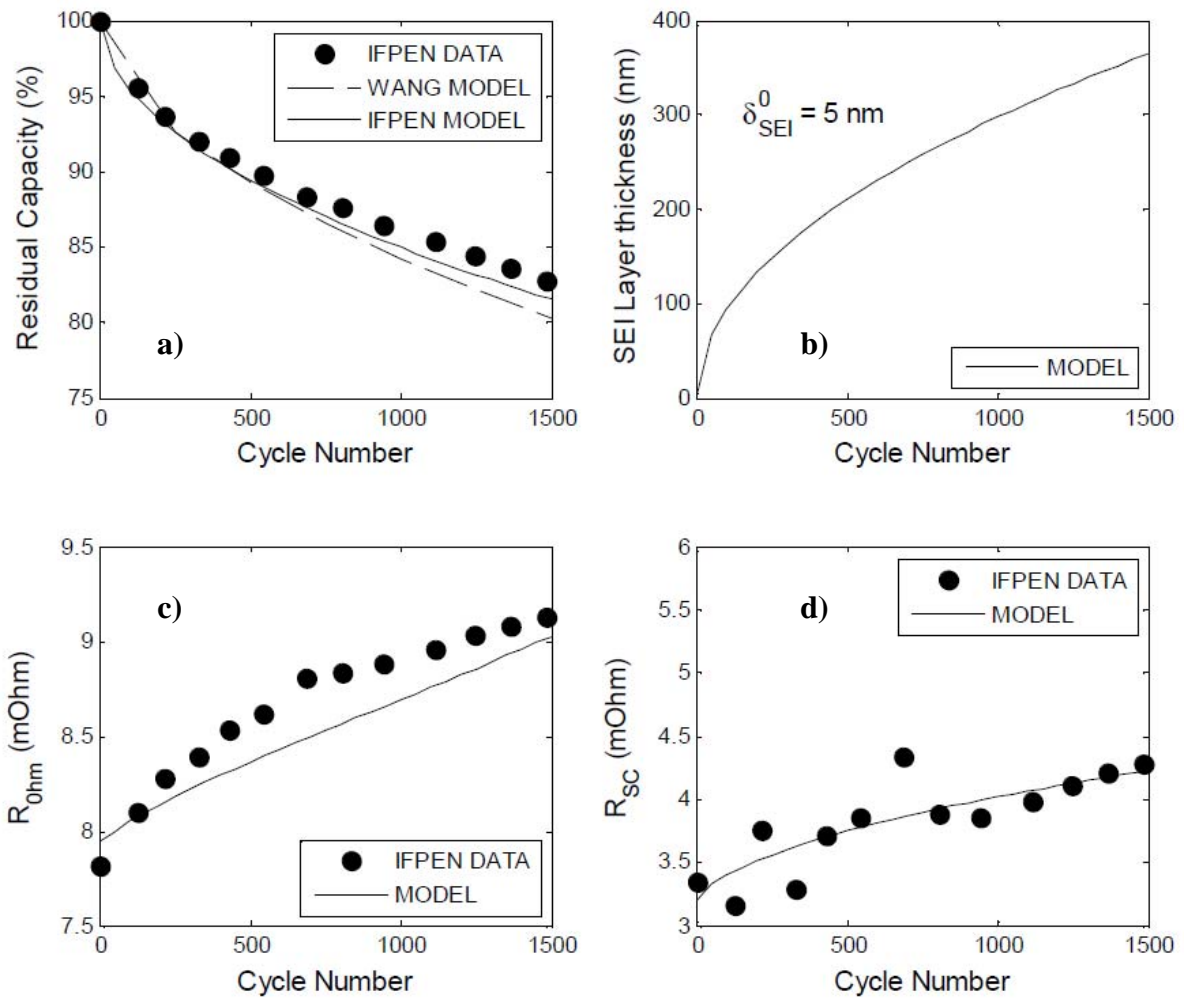 100
95
90
85
80
75
Residual Capacity (%)
IFPEN DATA
WANG MODEL
IFPEN MODEL
a)
0
500
1000
1500
Cycle Number
400
300
200
100
0
SEI Layer thickness (nm)
δ⁰SEI = 5 nm
b)
MODEL
0
500
1000
1500
Cycle Number
9.5
9
8.5
8
7.5
R0hm (mOhm)
c)
IFPEN DATA
MODEL
0
500
1000
1500
Cycle Number
6
5.5
5
4.5
4
3.5
3
RSC (mOhm)
d)
IFPEN DATA
MODEL
0
500
1000
1500
Cycle Number